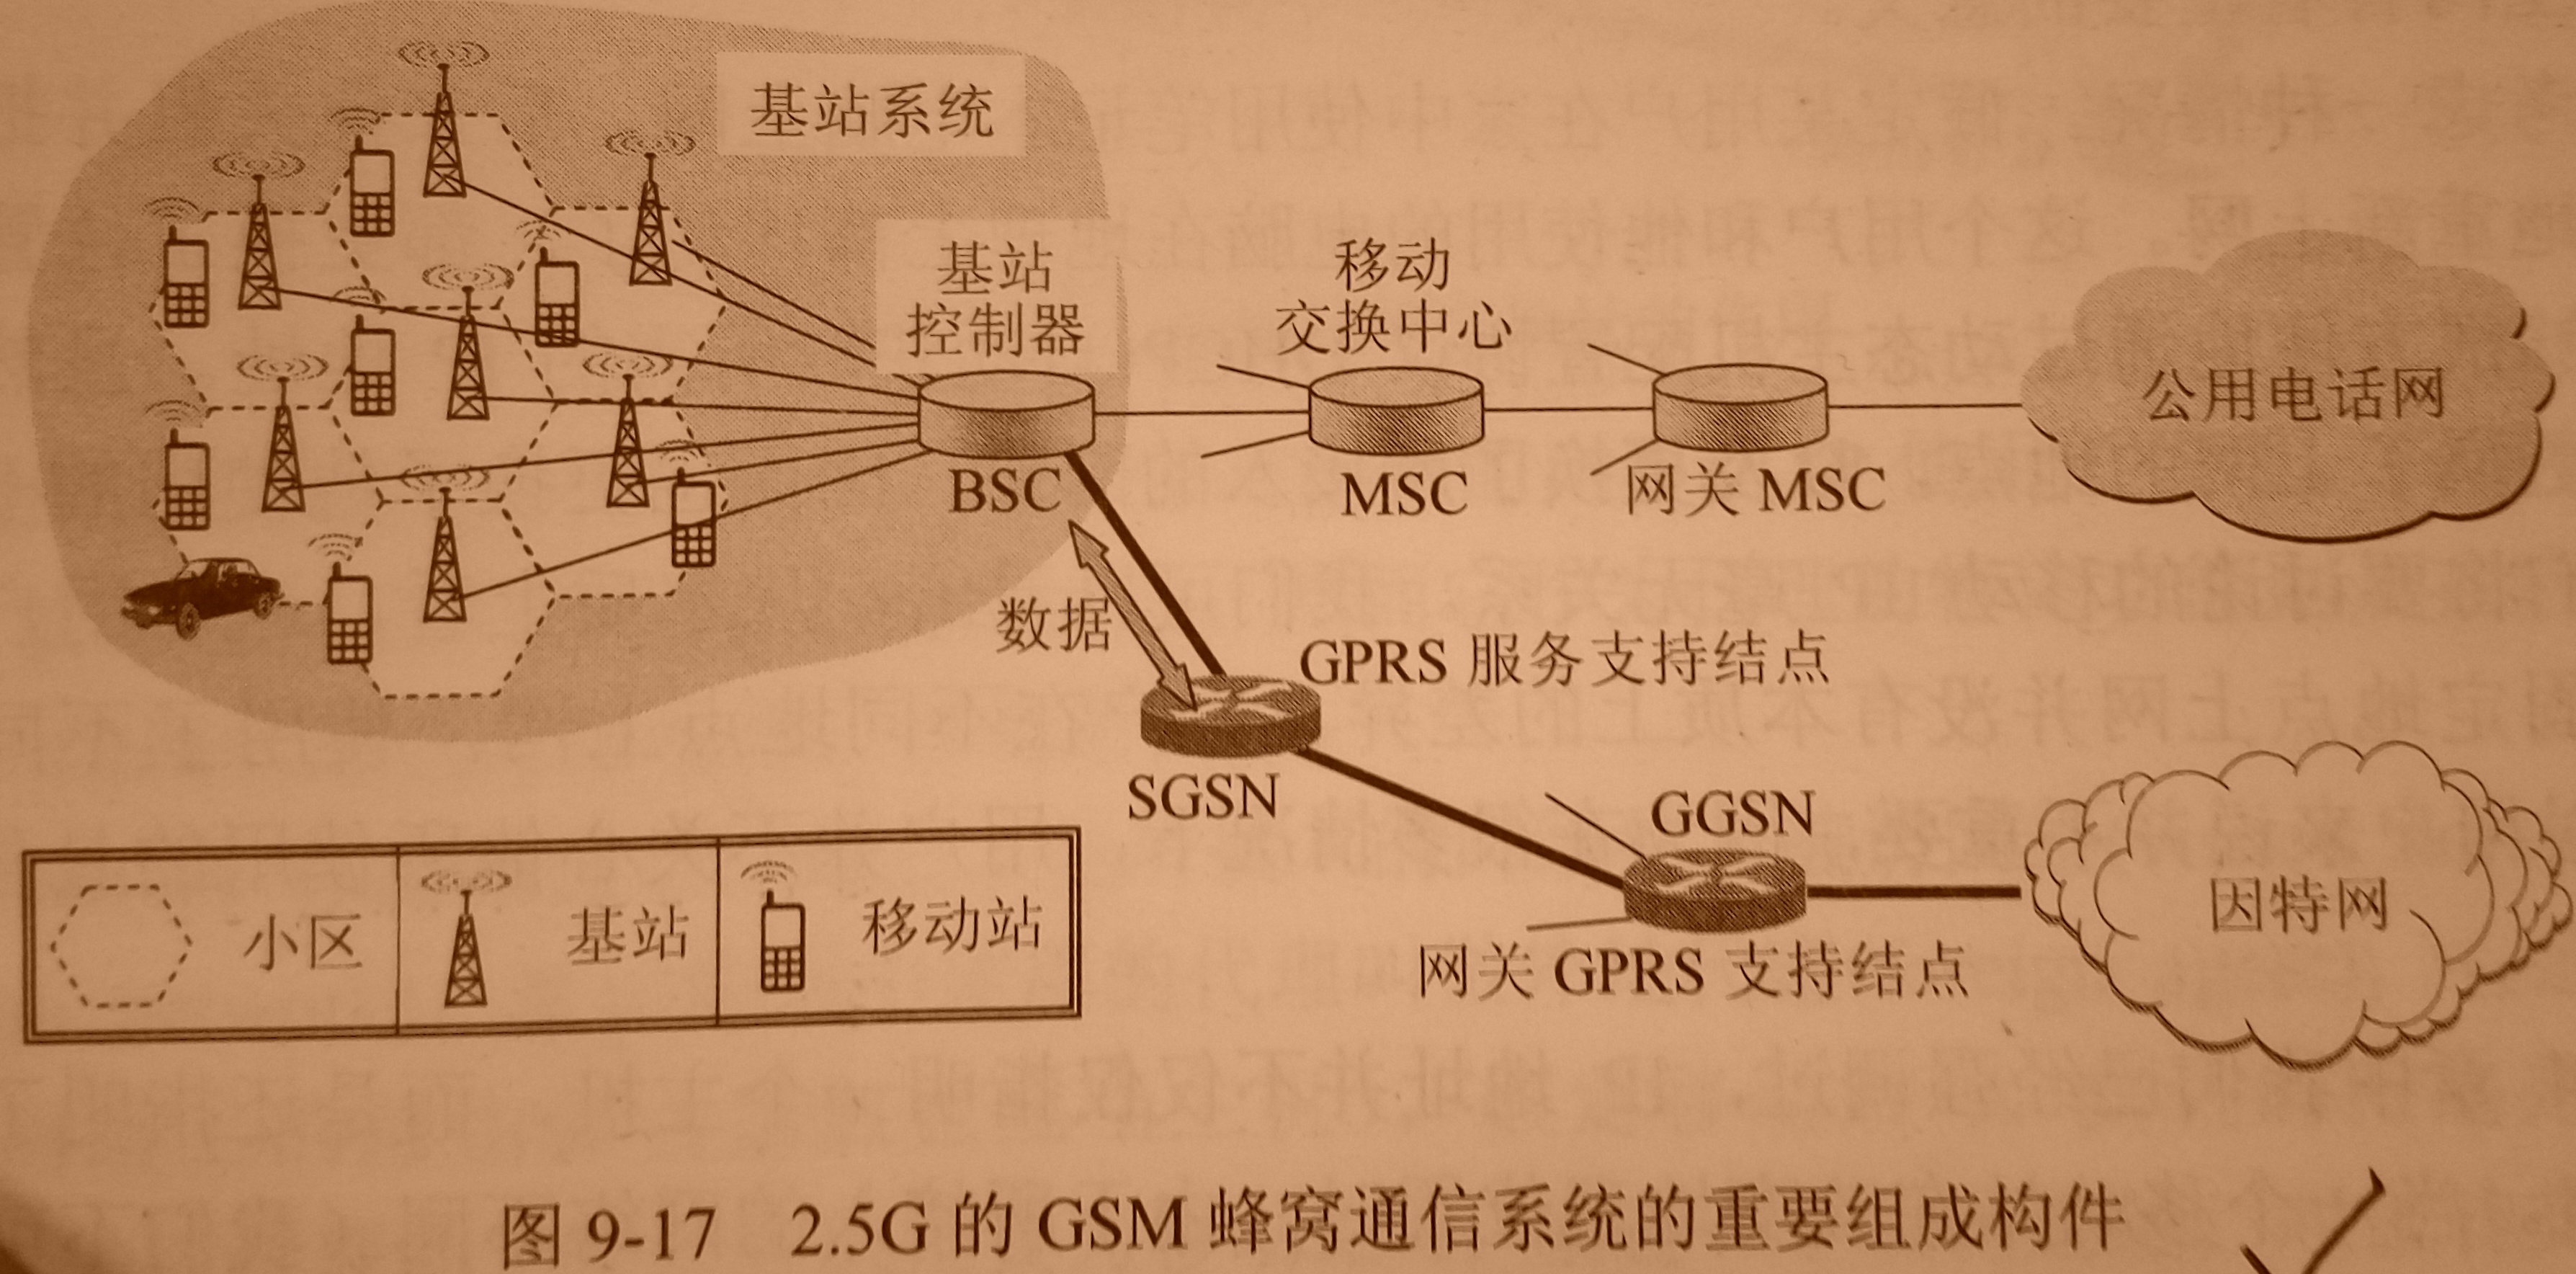 基站系统
基站
控制器
BSC
移动
交换中心
MSC
网关 MSC
公用电话网
数据
GPRS 服务支持结点
SGSN
GGSN
网关 GPRS 支持结点
因特网
小区
基站
移动站
图 9-17 2.5G 的 GSM 蜂窝通信系统的重要组成构件